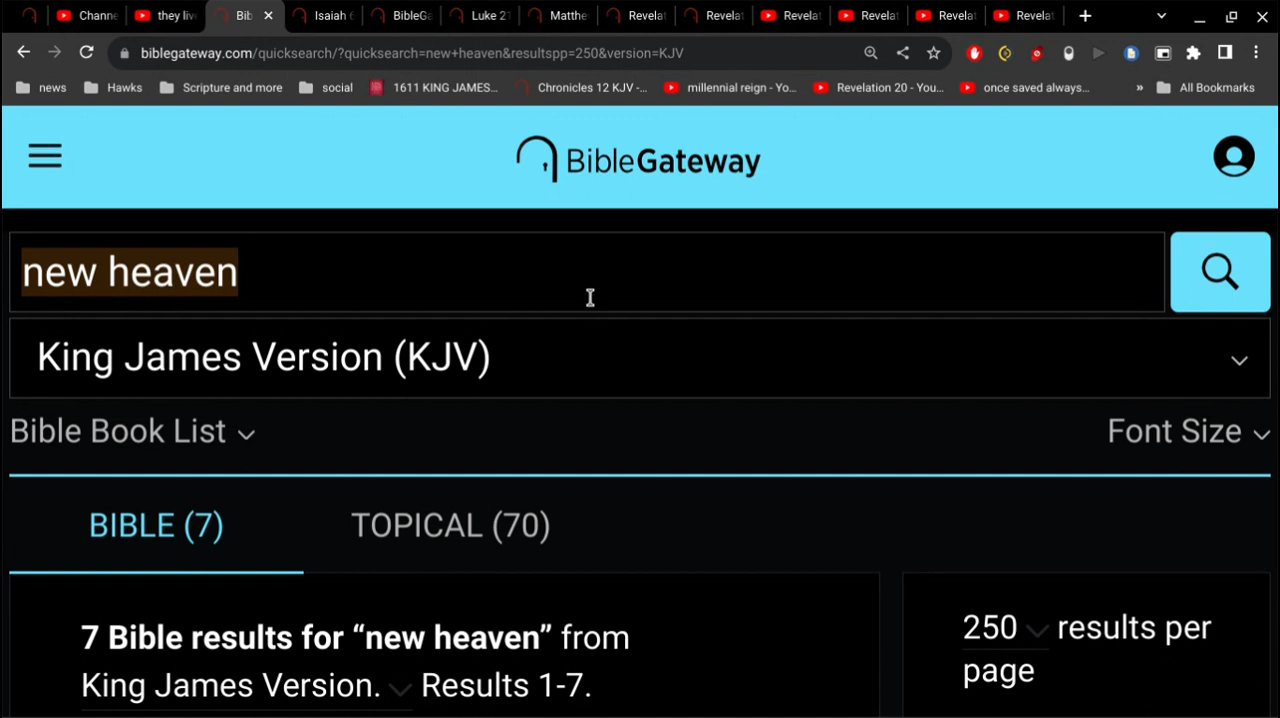 Channe
they liv
Bib
Isaiah 6
BibleGa
Luke 21
Matthe
Revelat
Revelat
Revelat
Revelat
Revelat
Revelat
biblegateway.com/quicksearch/?quicksearch=new+heaven&resultspp=250&version=KJV
news
Hawks
Scripture and more
social
1611 KING JAMES...
Chronicles 12 KJV -...
millennial reign - Yo...
Revelation 20 - You...
once saved always...
»
All Bookmarks
BibleGateway
new heaven
King James Version (KJV)
Bible Book List
Font Size
BIBLE (7)
TOPICAL (70)
7 Bible results for “new heaven” from
King James Version. Results 1-7.
250 results per
page